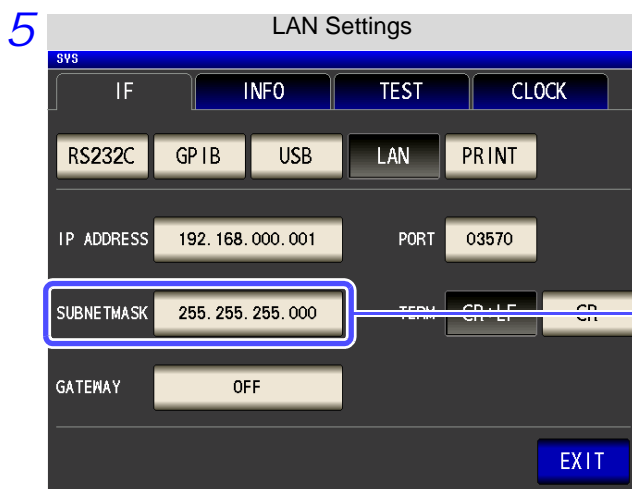 5
LAN Settings
SYS
IF INFO TEST CLOCK
RS232C GPIB USB LAN PRINT
IP ADDRESS 192.168.000.001 PORT 03570
SUBNETMASK 255.255.255.000 TERM CR+LF CR
GATEWAY OFF
EXIT